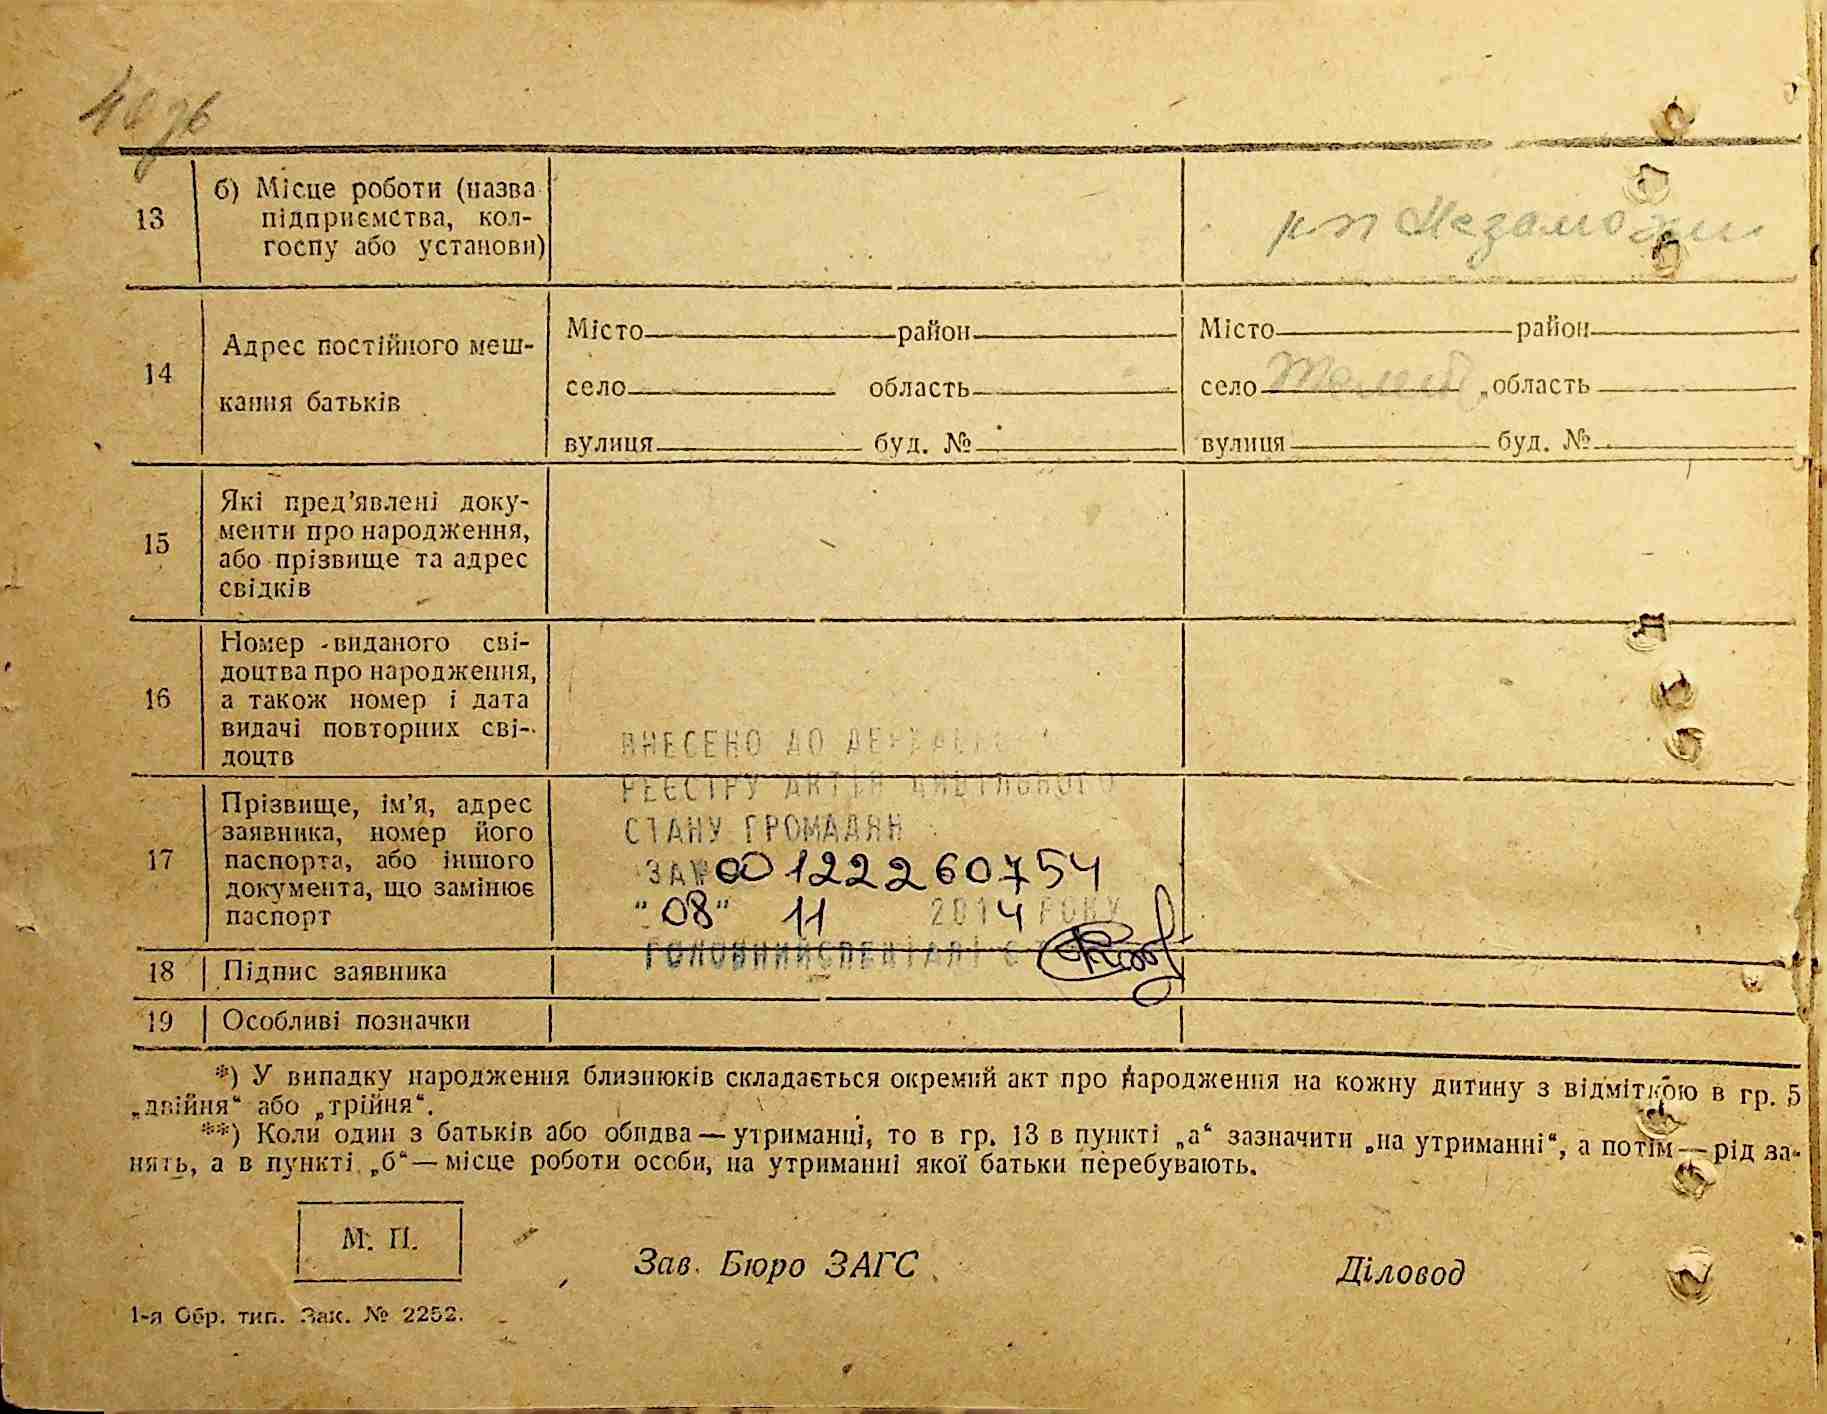 13
б) Місце роботи (назва
підприємства, кол-
госпу або установи)
кп Незаможн
14
Адрес постійного меш-
кання батьків
Місто район
село область
вулиця буд. №
Місто район
село область
вулиця буд. №
15
Які пред'явлені доку-
менти про народження,
або прізвище та адрес
свідків
16
Номер виданого сві-
доцтва про народження,
а також номер і дата
видачі повторних сві-
доцтв
17
Прізвище, ім'я, адрес
заявника, номер його
паспорта, або іншого
документа, що замінює
паспорт
ВНЕСЕНО ДО ДЕРЖАВНОГО
РЕЄСТРУ АКТІВ ЦИВІЛЬНОГО
СТАНУ ГРОМАДЯН
ЗА № 001222260754
"08" 11 2014 РОКУ
ГОЛОВНИЙ СПЕЦІАЛІСТ
18 Підпис заявника
19 Особливі позначки
*) У випадку народження близнюків складається окремий акт про народження на кожну дитину з відміткою в гр. 5
„двійня“ або „трійня“.
**) Коли один з батьків або обидва — утриманці, то в гр. 13 в пункті „а“ зазначити „на утриманні“, а потім — рід за-
нять, а в пункті „б“ — місце роботи особи, на утриманні якої батьки перебувають.
М. П.
Зав. Бюро ЗАГС
Діловод
1-я Обр. тип. Зак. № 2252.